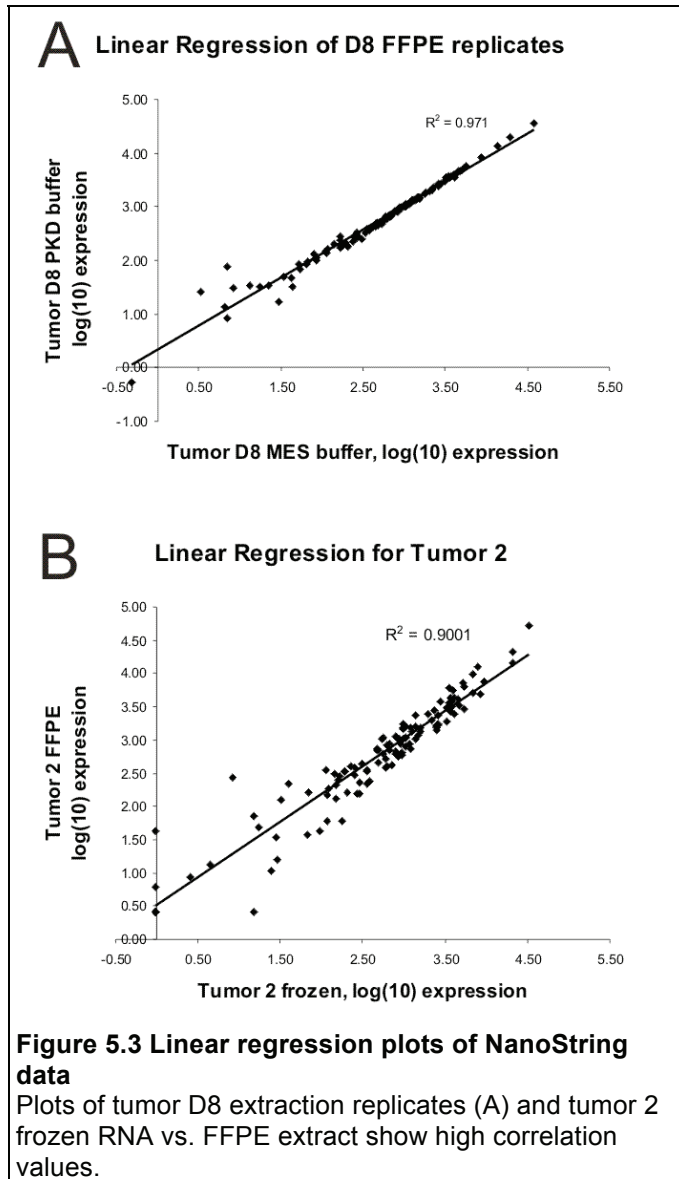 A Linear Regression of D8 FFPE replicates
5.00
R² = 0.971
4.00
3.00
2.00
1.00
0.00
-0.50 0.50 1.50 2.50 3.50 4.50 5.50
-1.00
Tumor D8 PKD buffer
log(10) expression
Tumor D8 MES buffer, log(10) expression
B Linear Regression for Tumor 2
5.00
4.50
R² = 0.9001
4.00
3.50
3.00
2.50
2.00
1.50
1.00
0.50
0.00
-0.50 0.50 1.50 2.50 3.50 4.50 5.50
Tumor 2 FFPE
log(10) expression
Tumor 2 frozen, log(10) expression
Figure 5.3 Linear regression plots of NanoString
data
Plots of tumor D8 extraction replicates (A) and tumor 2
frozen RNA vs. FFPE extract show high correlation
values.